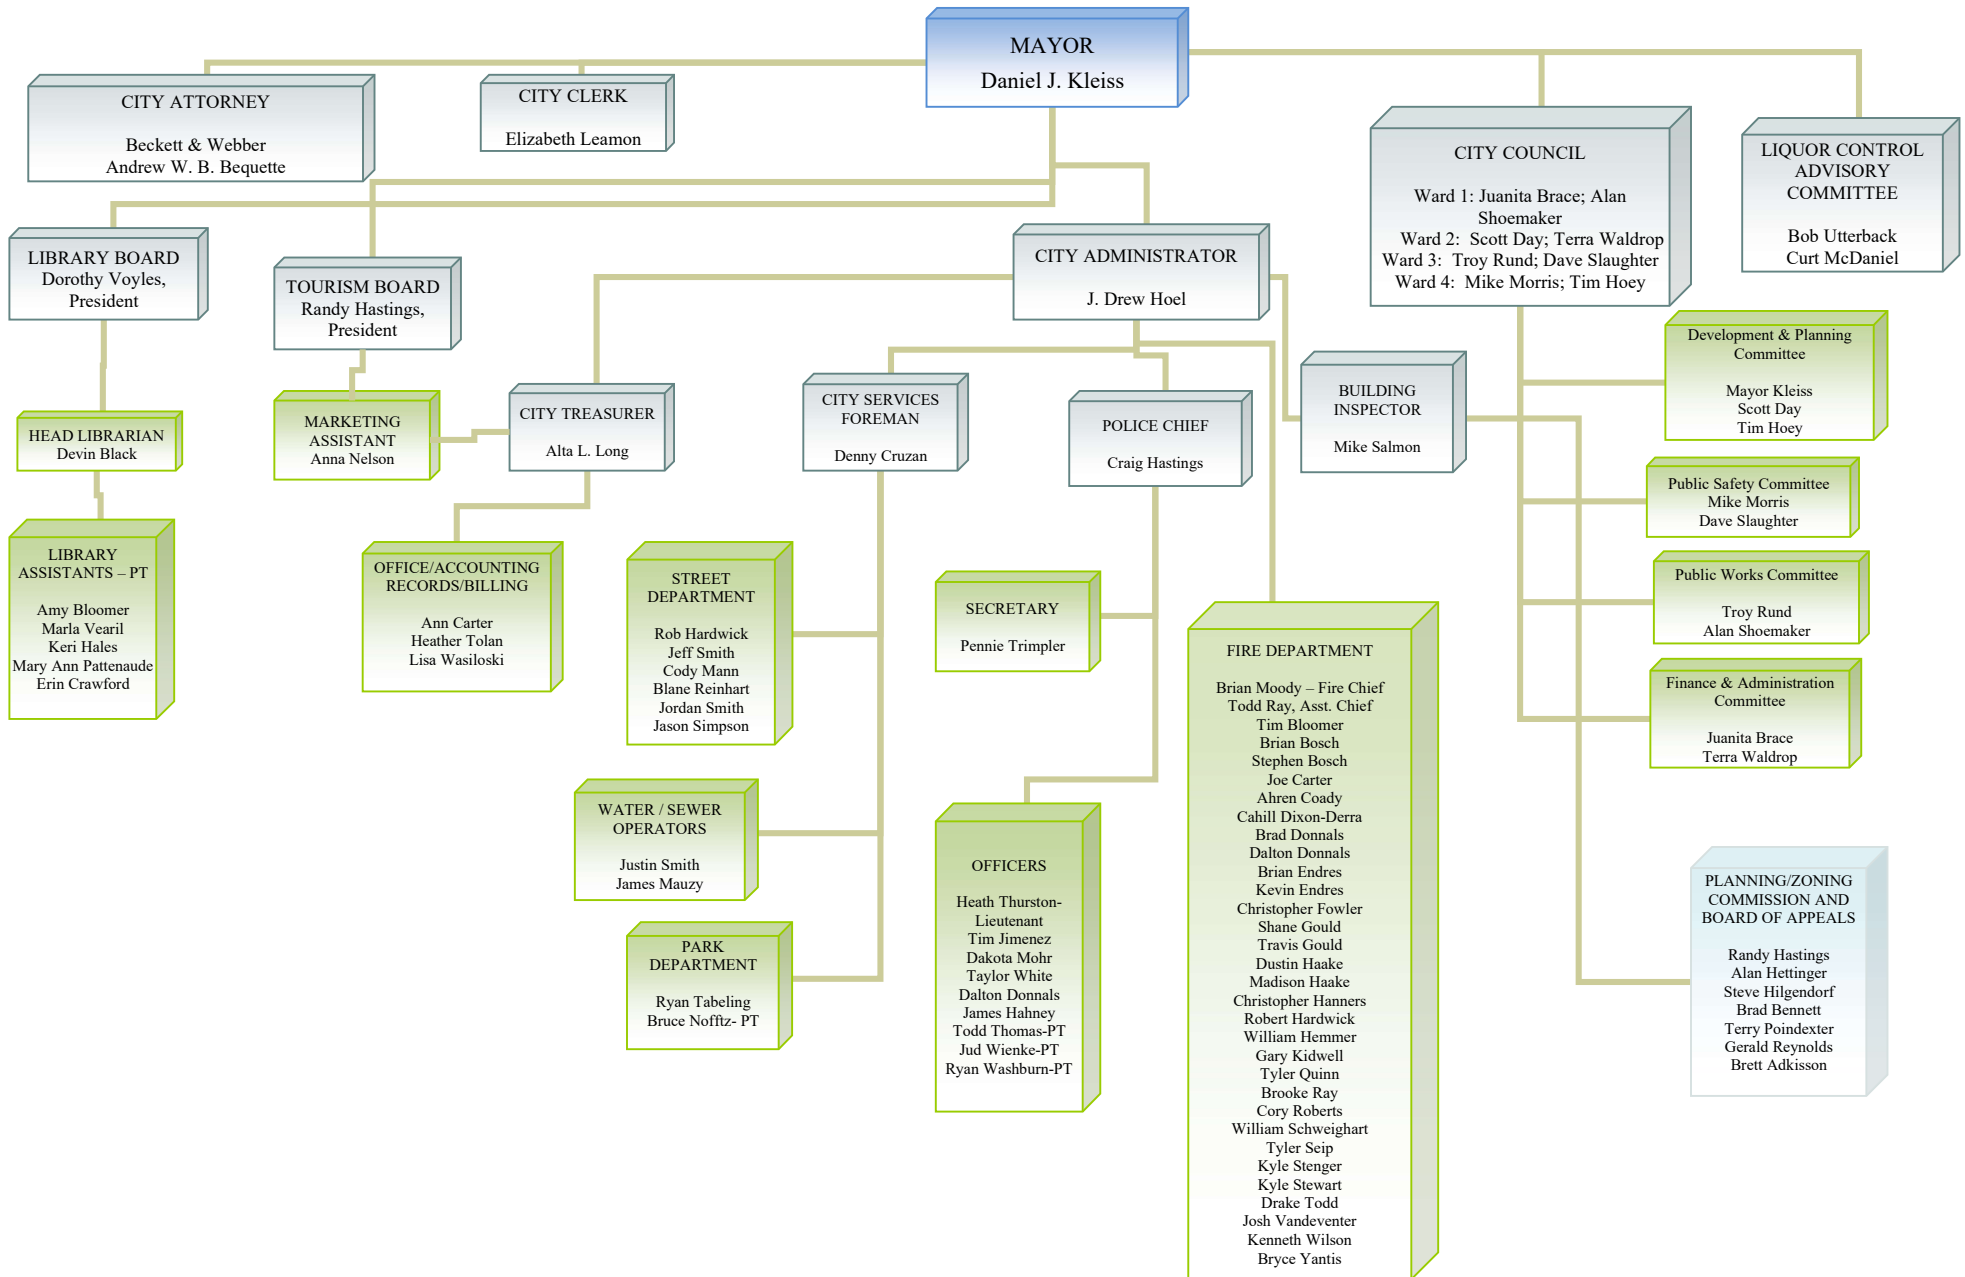 MAYOR
Daniel J. Kleiss
CITY ATTORNEY
Beckett & Webber
Andrew W. B. Bequette
CITY CLERK
Elizabeth Leamon
CITY COUNCIL
Ward 1: Juanita Brace; Alan
Shoemaker
Ward 2:  Scott Day; Terra Waldrop
Ward 3:  Troy Rund; Dave Slaughter
Ward 4:  Mike Morris; Tim Hoey
LIQUOR CONTROL
ADVISORY
COMMITTEE
Bob Utterback
Curt McDaniel
LIBRARY BOARD
Dorothy Voyles,
President
TOURISM BOARD
Randy Hastings,
President
CITY ADMINISTRATOR
J. Drew Hoel
HEAD LIBRARIAN
Devin Black
MARKETING
ASSISTANT
Anna Nelson
CITY TREASURER
Alta L. Long
CITY SERVICES
FOREMAN
Denny Cruzan
POLICE CHIEF
Craig Hastings
BUILDING
INSPECTOR
Mike Salmon
Development & Planning
Committee
Mayor Kleiss
Scott Day
Tim Hoey
Public Safety Committee
Mike Morris
Dave Slaughter
Public Works Committee
Troy Rund
Alan Shoemaker
Finance & Administration
Committee
Juanita Brace
Terra Waldrop
LIBRARY
ASSISTANTS – PT
Amy Bloomer
Marla Vearil
Keri Hales
Mary Ann Pattenaude
Erin Crawford
OFFICE/ACCOUNTING
RECORDS/BILLING
Ann Carter
Heather Tolan
Lisa Wasiloski
STREET
DEPARTMENT
Rob Hardwick
Jeff Smith
Cody Mann
Blane Reinhart
Jordan Smith
Jason Simpson
WATER / SEWER
OPERATORS
Justin Smith
James Mauzy
PARK
DEPARTMENT
Ryan Tabeling
Bruce Nofftz- PT
SECRETARY
Pennie Trimpler
OFFICERS
Heath Thurston-
Lieutenant
Tim Jimenez
Dakota Mohr
Taylor White
Dalton Donnals
James Hahney
Todd Thomas-PT
Jud Wienke-PT
Ryan Washburn-PT
FIRE DEPARTMENT
Brian Moody – Fire Chief
Todd Ray, Asst. Chief
Tim Bloomer
Brian Bosch
Stephen Bosch
Joe Carter
Ahren Coady
Cahill Dixon-Derra
Brad Donnals
Dalton Donnals
Brian Endres
Kevin Endres
Christopher Fowler
Shane Gould
Travis Gould
Dustin Haake
Madison Haake
Christopher Hanners
Robert Hardwick
William Hemmer
Gary Kidwell
Tyler Quinn
Brooke Ray
Cory Roberts
William Schweighart
Tyler Seip
Kyle Stenger
Kyle Stewart
Drake Todd
Josh Vandeventer
Kenneth Wilson
Bryce Yantis
PLANNING/ZONING
COMMISSION AND
BOARD OF APPEALS
Randy Hastings
Alan Hettinger
Steve Hilgendorf
Brad Bennett
Terry Poindexter
Gerald Reynolds
Brett Adkisson